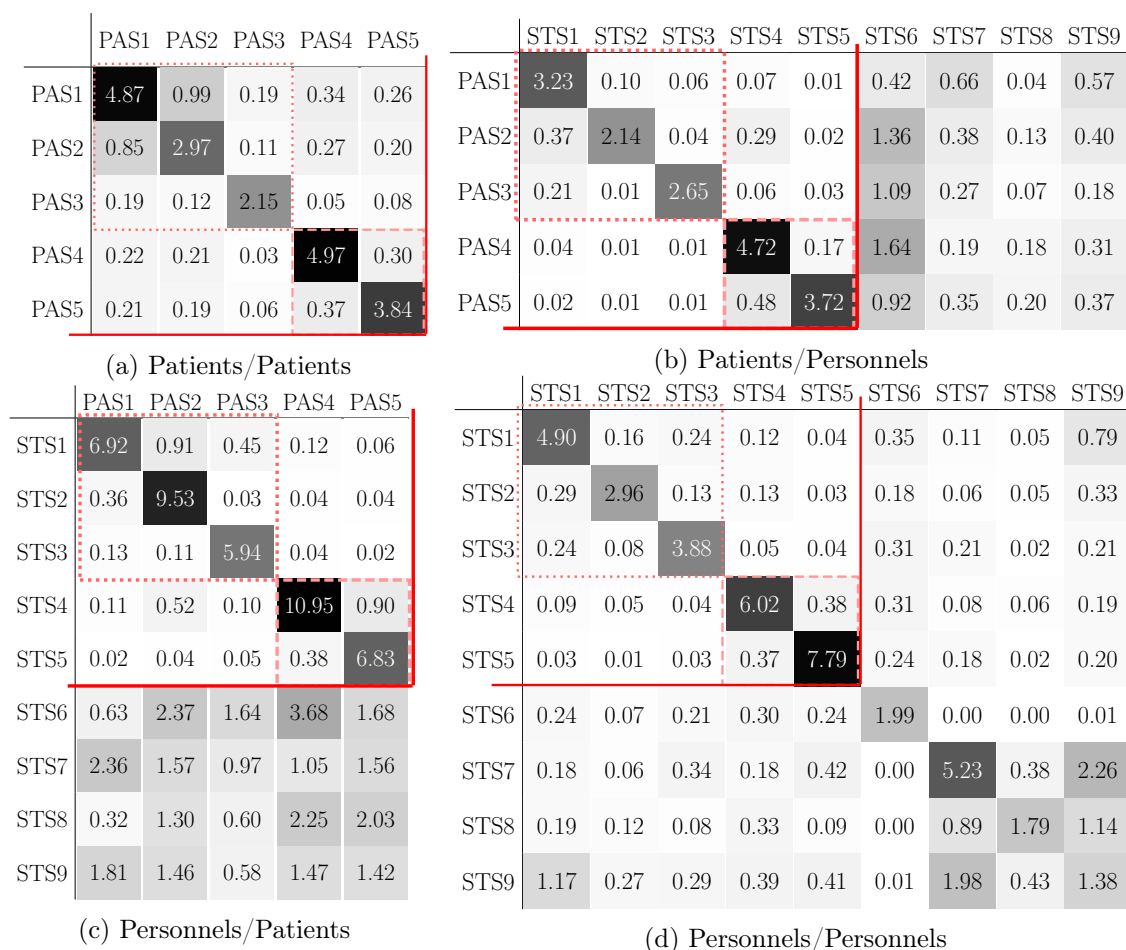 PAS1 PAS2 PAS3 PAS4 PAS5
PAS1 4.87 0.99 0.19 0.34 0.26
PAS2 0.85 2.97 0.11 0.27 0.20
PAS3 0.19 0.12 2.15 0.05 0.08
PAS4 0.22 0.21 0.03 4.97 0.30
PAS5 0.21 0.19 0.06 0.37 3.84
(a) Patients/Patients
STS1 STS2 STS3 STS4 STS5 STS6 STS7 STS8 STS9
PAS1 3.23 0.10 0.06 0.07 0.01 0.42 0.66 0.04 0.57
PAS2 0.37 2.14 0.04 0.29 0.02 1.36 0.38 0.13 0.40
PAS3 0.21 0.01 2.65 0.06 0.03 1.09 0.27 0.07 0.18
PAS4 0.04 0.01 0.01 4.72 0.17 1.64 0.19 0.18 0.31
PAS5 0.02 0.01 0.01 0.48 3.72 0.92 0.35 0.20 0.37
(b) Patients/Personnels
PAS1 PAS2 PAS3 PAS4 PAS5
STS1 6.92 0.91 0.45 0.12 0.06
STS2 0.36 9.53 0.03 0.04 0.04
STS3 0.13 0.11 5.94 0.04 0.02
STS4 0.11 0.52 0.10 10.95 0.90
STS5 0.02 0.04 0.05 0.38 6.83
STS6 0.63 2.37 1.64 3.68 1.68
STS7 2.36 1.57 0.97 1.05 1.56
STS8 0.32 1.30 0.60 2.25 2.03
STS9 1.81 1.46 0.58 1.47 1.42
(c) Personnels/Patients
STS1 STS2 STS3 STS4 STS5 STS6 STS7 STS8 STS9
STS1 4.90 0.16 0.24 0.12 0.04 0.35 0.11 0.05 0.79
STS2 0.29 2.96 0.13 0.13 0.03 0.18 0.06 0.05 0.33
STS3 0.24 0.08 3.88 0.05 0.04 0.31 0.21 0.02 0.21
STS4 0.09 0.05 0.04 6.02 0.38 0.31 0.08 0.06 0.19
STS5 0.03 0.01 0.03 0.37 7.79 0.24 0.18 0.02 0.20
STS6 0.24 0.07 0.21 0.30 0.24 1.99 0.00 0.00 0.01
STS7 0.18 0.06 0.34 0.18 0.42 0.00 5.23 0.38 2.26
STS8 0.19 0.12 0.08 0.33 0.09 0.00 0.89 1.79 1.14
STS9 1.17 0.27 0.29 0.39 0.41 0.01 1.98 0.43 1.38
(d) Personnels/Personnels